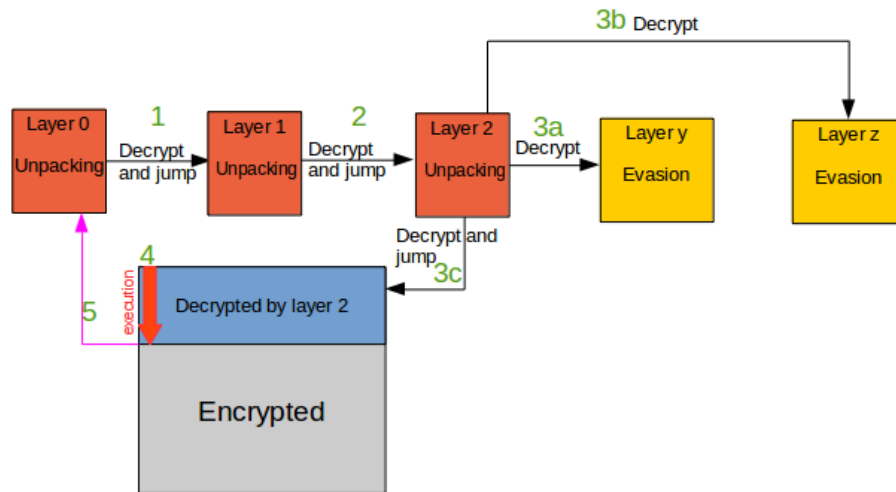 3b Decrypt
Layer 0
Unpacking
1
Decrypt
and jump
Layer 1
Unpacking
2
Decrypt
and jump
Layer 2
Unpacking
3a
Decrypt
Layer y
Evasion
Layer z
Evasion
Decrypt and
jump
3c
4
execution
5
Decrypted by layer 2
Encrypted